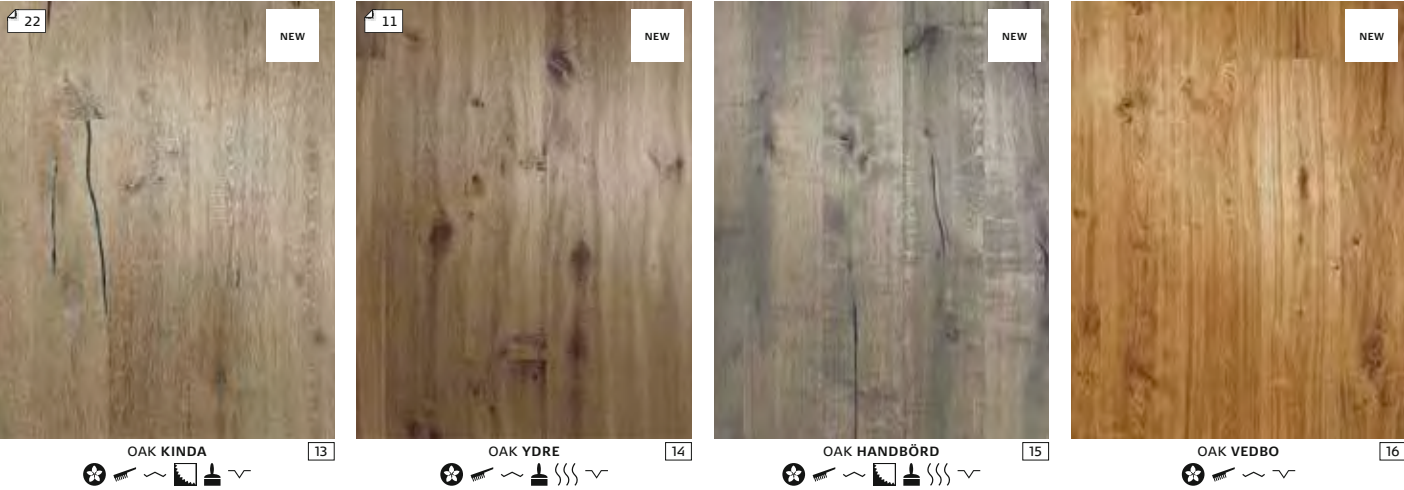 22
NEW
11
NEW
NEW
NEW
OAK KINDA
13
OAK YDRE
14
OAK HANDBÖRD
15
OAK VEDBO
16